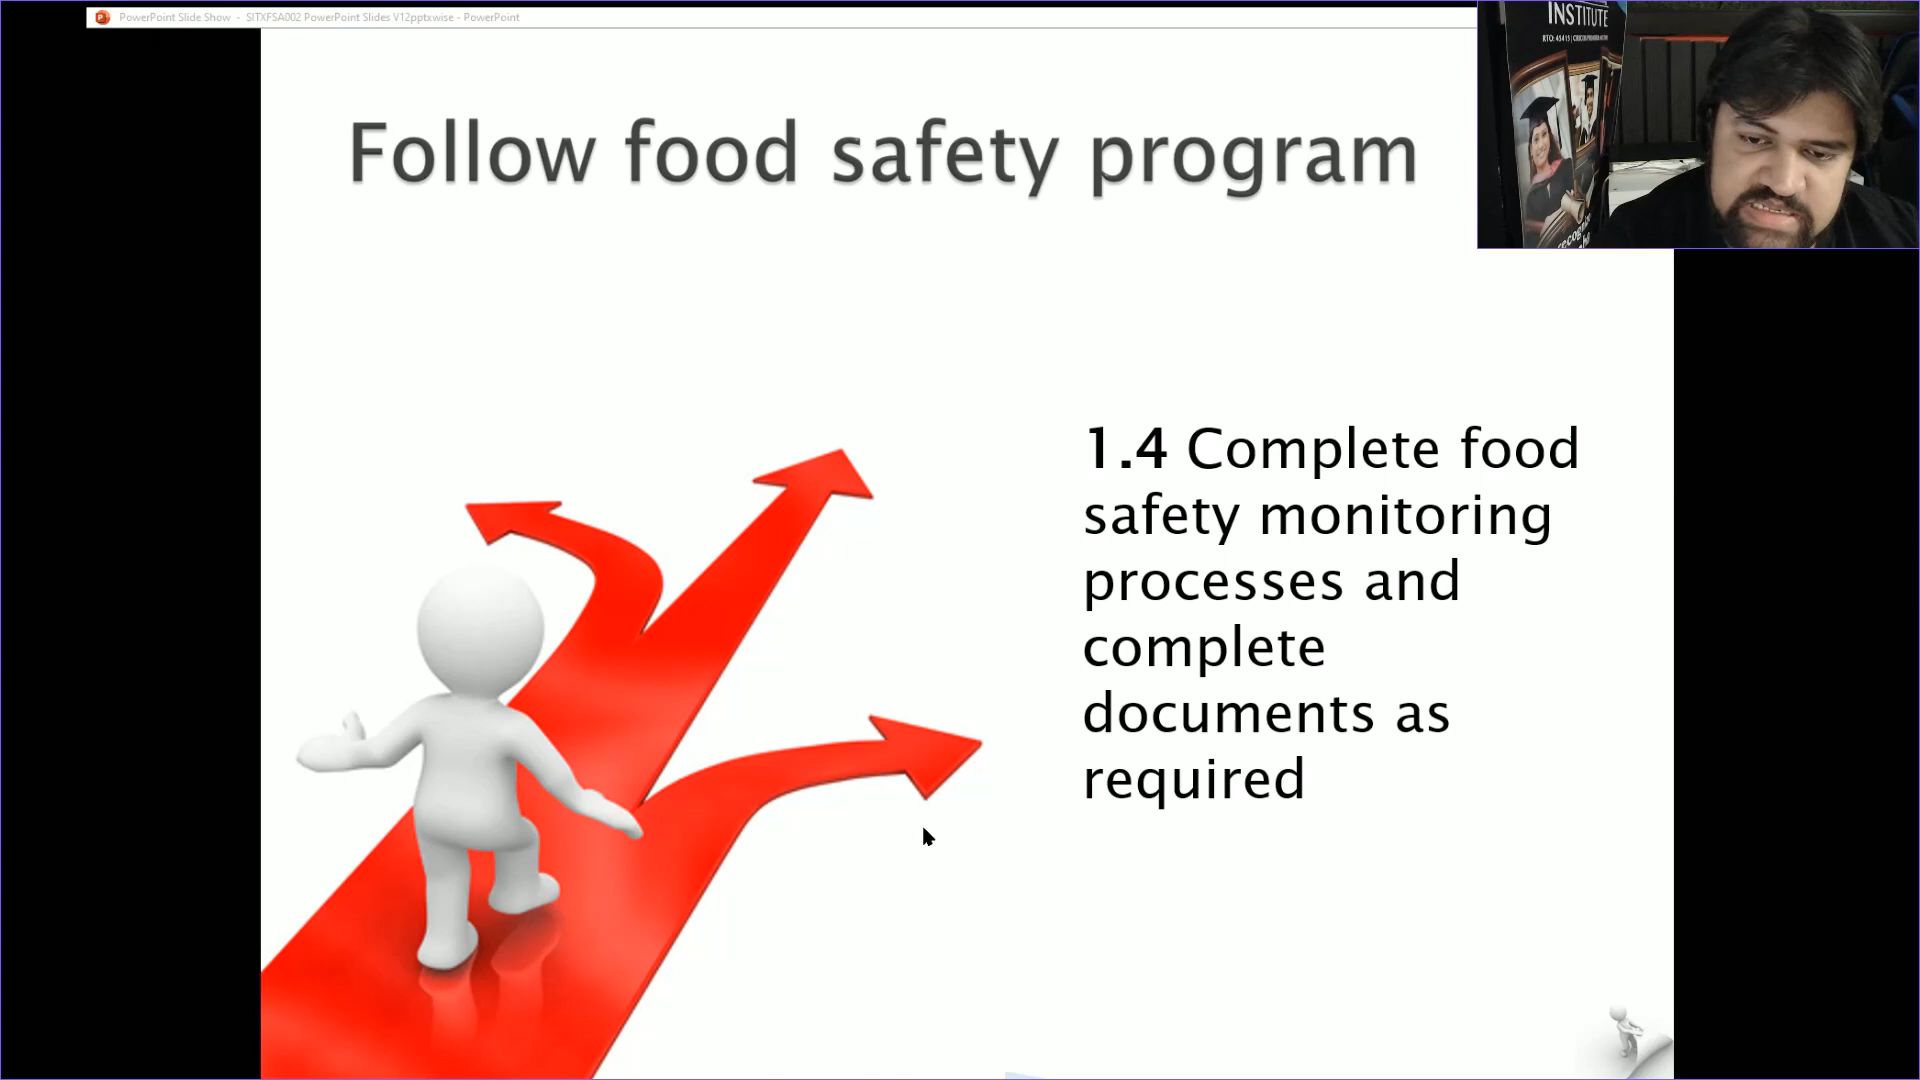 PowerPoint Slide Show - SITXFSA002 PowerPoint Slides V12pptxwise - PowerPoint
INSTITUTE
Follow food safety program
1.4 Complete food
safety monitoring
processes and
complete
documents as
required